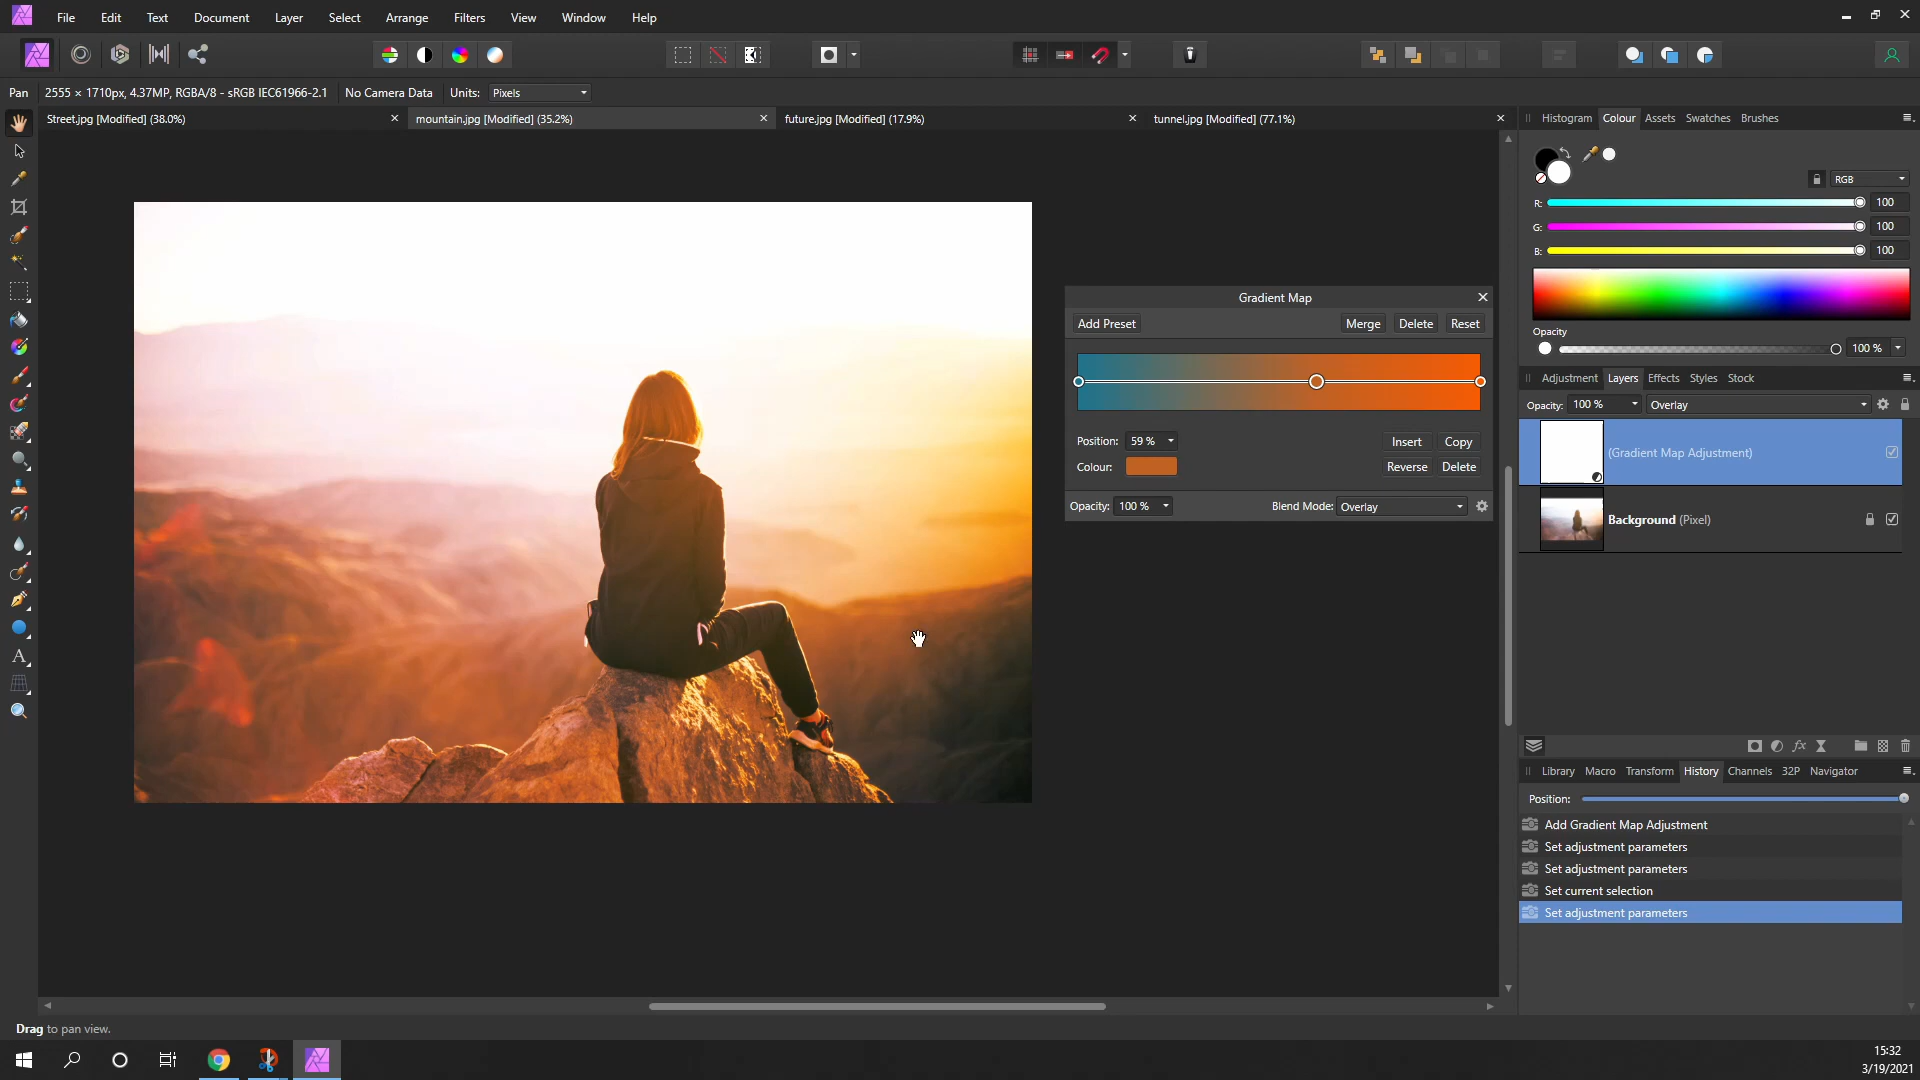 File Edit Text Document Layer Select Arrange Filters View Window Help
Pan 2555 × 1710px, 4.37MP, RGBA/8 - sRGB IEC61966-2.1 No Camera Data Units: Pixels
Street.jpg [Modified] (38.0%) mountain.jpg [Modified] (35.2%) future.jpg [Modified] (17.9%) tunnel.jpg [Modified] (77.1%)
Histogram Colour Assets Swatches Brushes
RGB
R: 100
G: 100
B: 100
Opacity
100 %
Gradient Map
Add Preset Merge Delete Reset
Position: 59 % Insert Copy
Colour: Reverse Delete
Opacity: 100 % Blend Mode: Overlay
Adjustment Layers Effects Styles Stock
Opacity: 100 % Overlay
(Gradient Map Adjustment)
Background (Pixel)
Library Macro Transform History Channels 32P Navigator
Position:
Add Gradient Map Adjustment
Set adjustment parameters
Set adjustment parameters
Set current selection
Set adjustment parameters
Drag to pan view.
15:32
3/19/2021